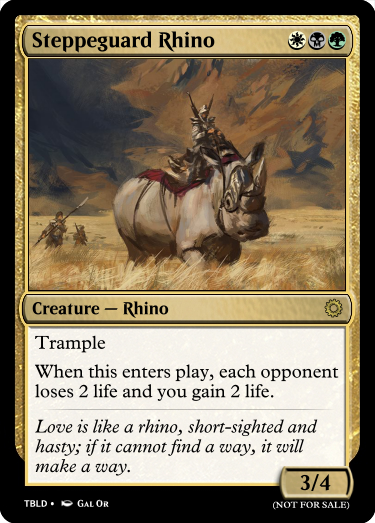 Steppeguard Rhino
Creature — Rhino
Trample
When this enters play, each opponent
loses 2 life and you gain 2 life.
Love is like a rhino, short-sighted and
hasty; if it cannot find a way, it will
make a way.
3/4
TBLD • Gal Or
(NOT FOR SALE)